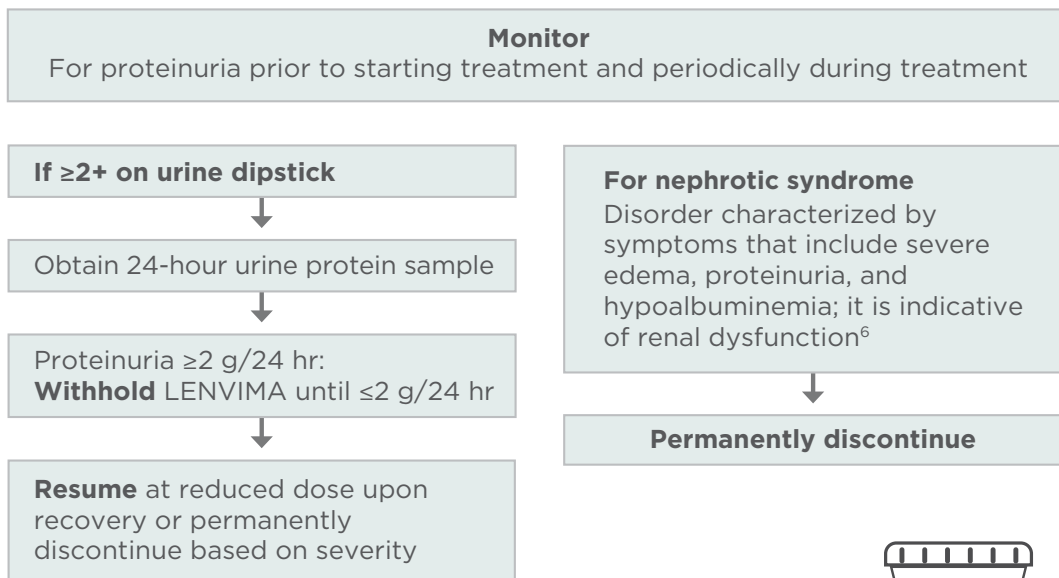 Monitor
For proteinuria prior to starting treatment and periodically during treatment
If ≥2+ on urine dipstick
Obtain 24-hour urine protein sample
Proteinuria ≥2 g/24 hr:
Withhold LENVIMA until ≤2 g/24 hr
Resume at reduced dose upon
recovery or permanently
discontinue based on severity
For nephrotic syndrome
Disorder characterized by
symptoms that include severe
edema, proteinuria, and
hypoalbuminemia; it is indicative
of renal dysfunction⁶
Permanently discontinue